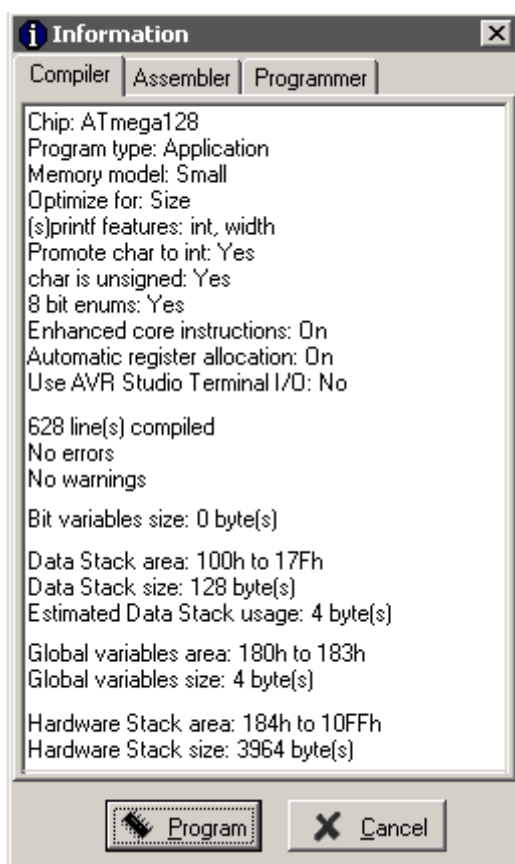 Information
Compiler
Assembler
Programmer
Chip: ATmega128
Program type: Application
Memory model: Small
Optimize for: Size
(s)printf features: int, width
Promote char to int: Yes
char is unsigned: Yes
8 bit enums: Yes
Enhanced core instructions: On
Automatic register allocation: On
Use AVR Studio Terminal I/O: No
628 line(s) compiled
No errors
No warnings
Bit variables size: 0 byte(s)
Data Stack area: 100h to 17Fh
Data Stack size: 128 byte(s)
Estimated Data Stack usage: 4 byte(s)
Global variables area: 180h to 183h
Global variables size: 4 byte(s)
Hardware Stack area: 184h to 10FFh
Hardware Stack size: 3964 byte(s)
Program
Cancel